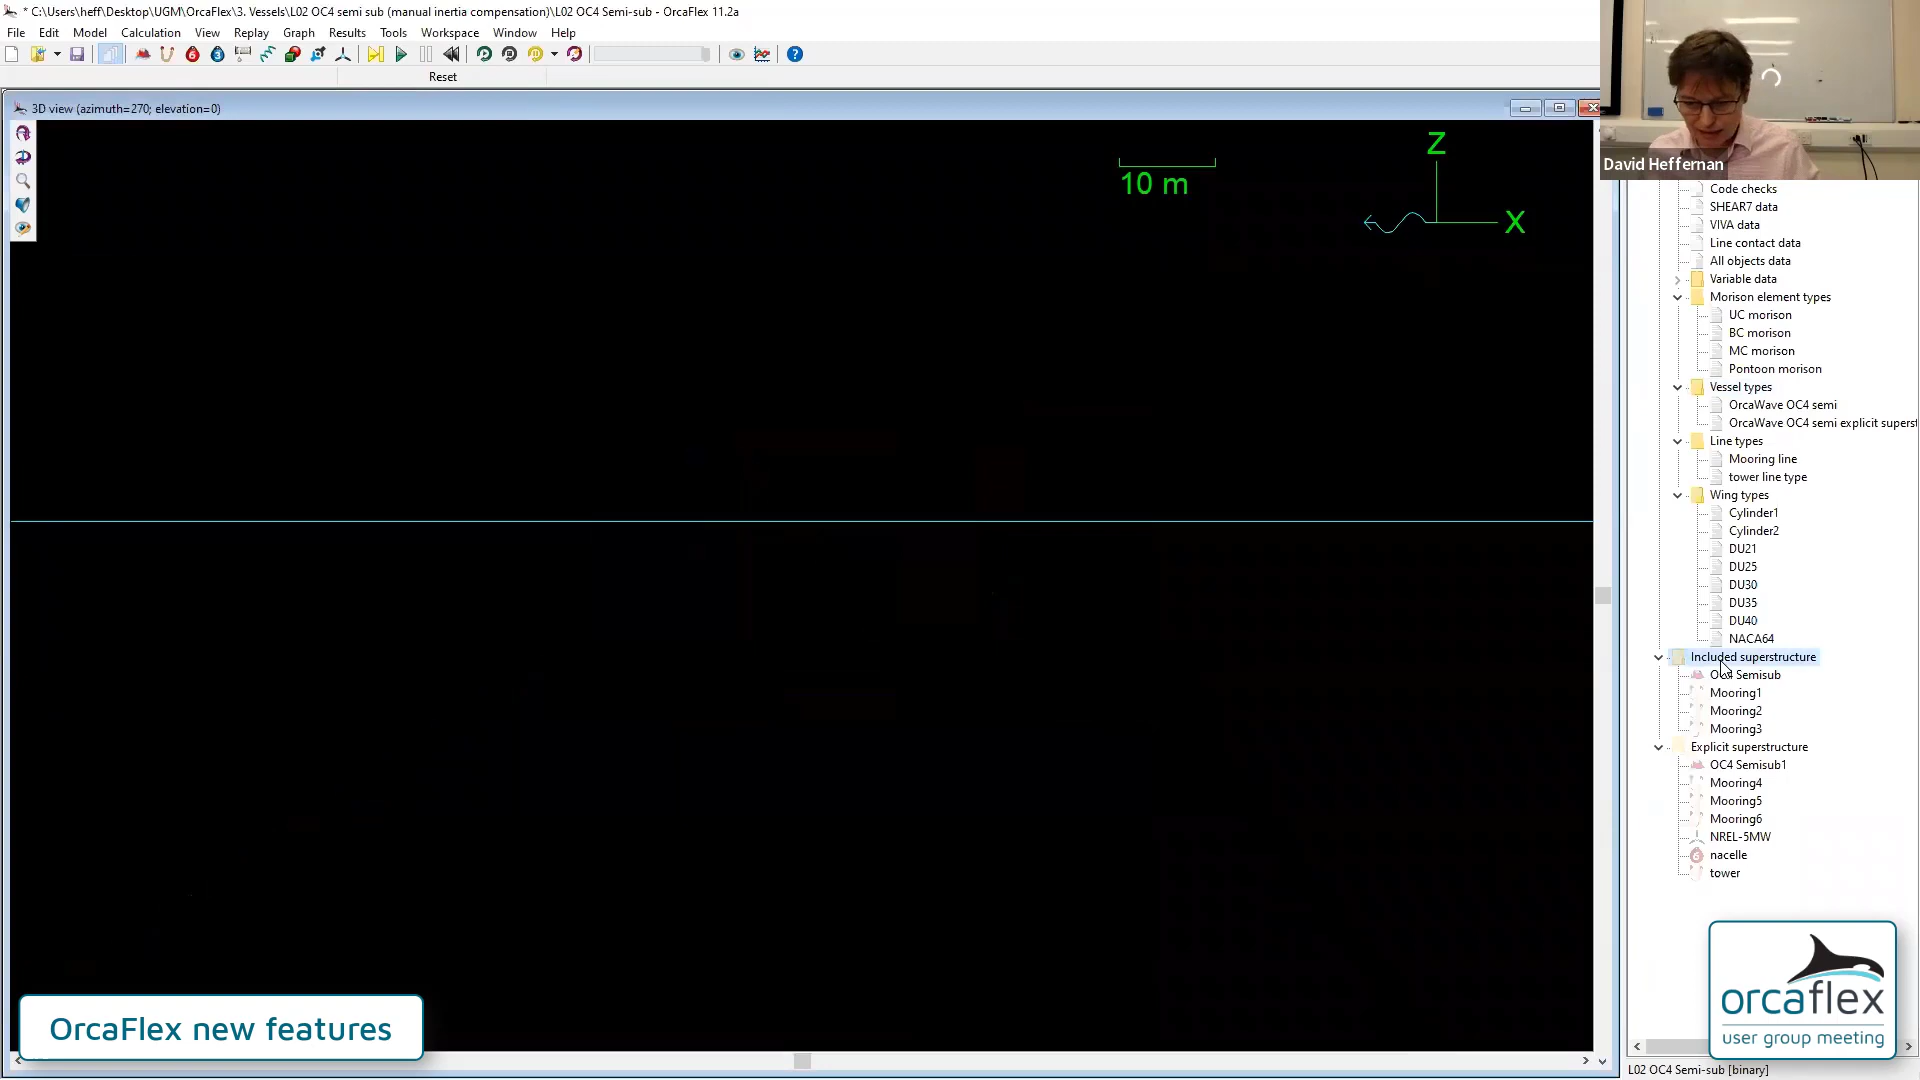 * C:\Users\heff\Desktop\UGM\OrcaFlex\3. Vessels\L02 OC4 semi sub (manual inertia compensation)\L02 OC4 Semi-sub - OrcaFlex 11.2a
File Edit Model Calculation View Replay Graph Results Tools Workspace Window Help
Reset
3D view (azimuth=270; elevation=0)
10 m
Z
X
David Heffernan
Code checks
SHEAR7 data
VIVA data
Line contact data
All objects data
Variable data
Morison element types
UC morison
BC morison
MC morison
Pontoon morison
Vessel types
OrcaWave OC4 semi
OrcaWave OC4 semi explicit superst
Line types
Mooring line
tower line type
Wing types
Cylinder1
Cylinder2
DU21
DU25
DU30
DU35
DU40
NACA64
Included superstructure
OC4 Semisub
Mooring1
Mooring2
Mooring3
Explicit superstructure
OC4 Semisub1
Mooring4
Mooring5
Mooring6
NREL-5MW
nacelle
tower
OrcaFlex new features
orcaflex
user group meeting
L02 OC4 Semi-sub [binary]